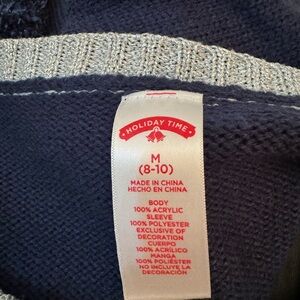 HOLIDAY TIME
M
(8-10)
MADE IN CHINA
HECHO EN CHINA
BODY
100% ACRYLIC
SLEEVE
100% POLYESTER
EXCLUSIVE OF
DECORATION
CUERPO
100% ACRÍLICO
MANGA
100% POLIÉSTER
NO INCLUYE LA
DECORACIÓN